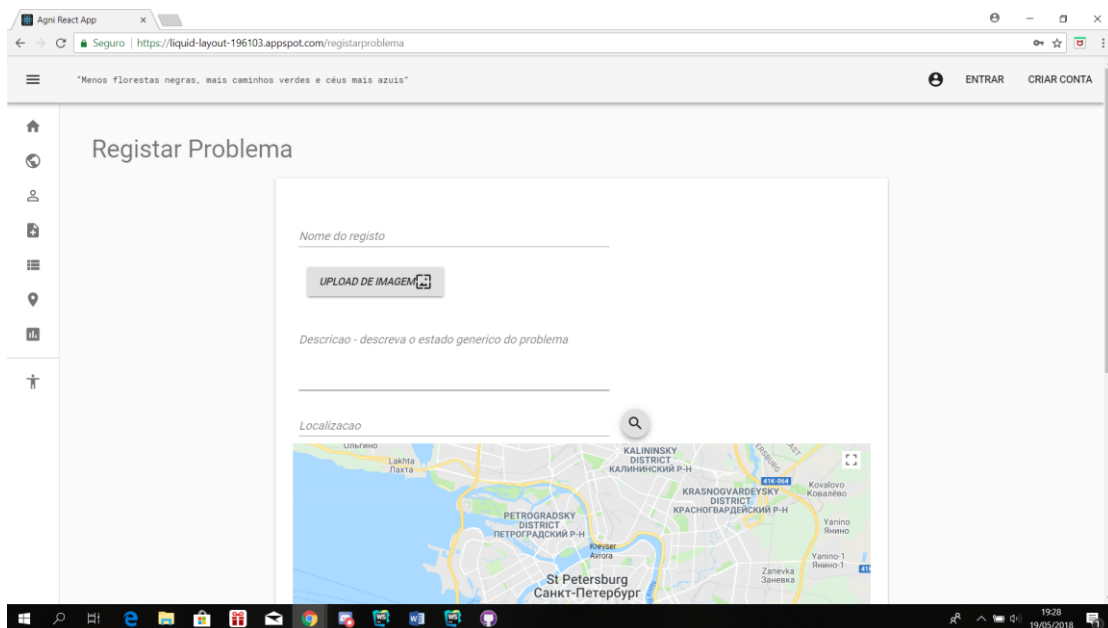 Agni React App
Seguro | https://liquid-layout-196103.appspot.com/registarproblema
"Menos florestas negras, mais caminhos verdes e céus mais azuis"
ENTRAR
CRIAR CONTA
Registar Problema
Nome do registo
UPLOAD DE IMAGEM
Descricao - descreva o estado generico do problema
Localizacao
Lakhta
Лахта
KALININSKY
DISTRICT
КАЛИНИНСКИЙ Р-Н
41K-064
KRASNOGVARDEYSKY
DISTRICT
КРАСНОГВАРДЕЙСКИЙ Р-Н
Kovalovo
Ковалёво
PETROGRADSKY
DISTRICT
ПЕТРОГРАДСКИЙ Р-Н
Yanino
Янино
Kreyser
Avrora
Yanino-1
Янино-1
Zanevka
Заневка
St Petersburg
Санкт-Петербург
19:28
19/05/2018